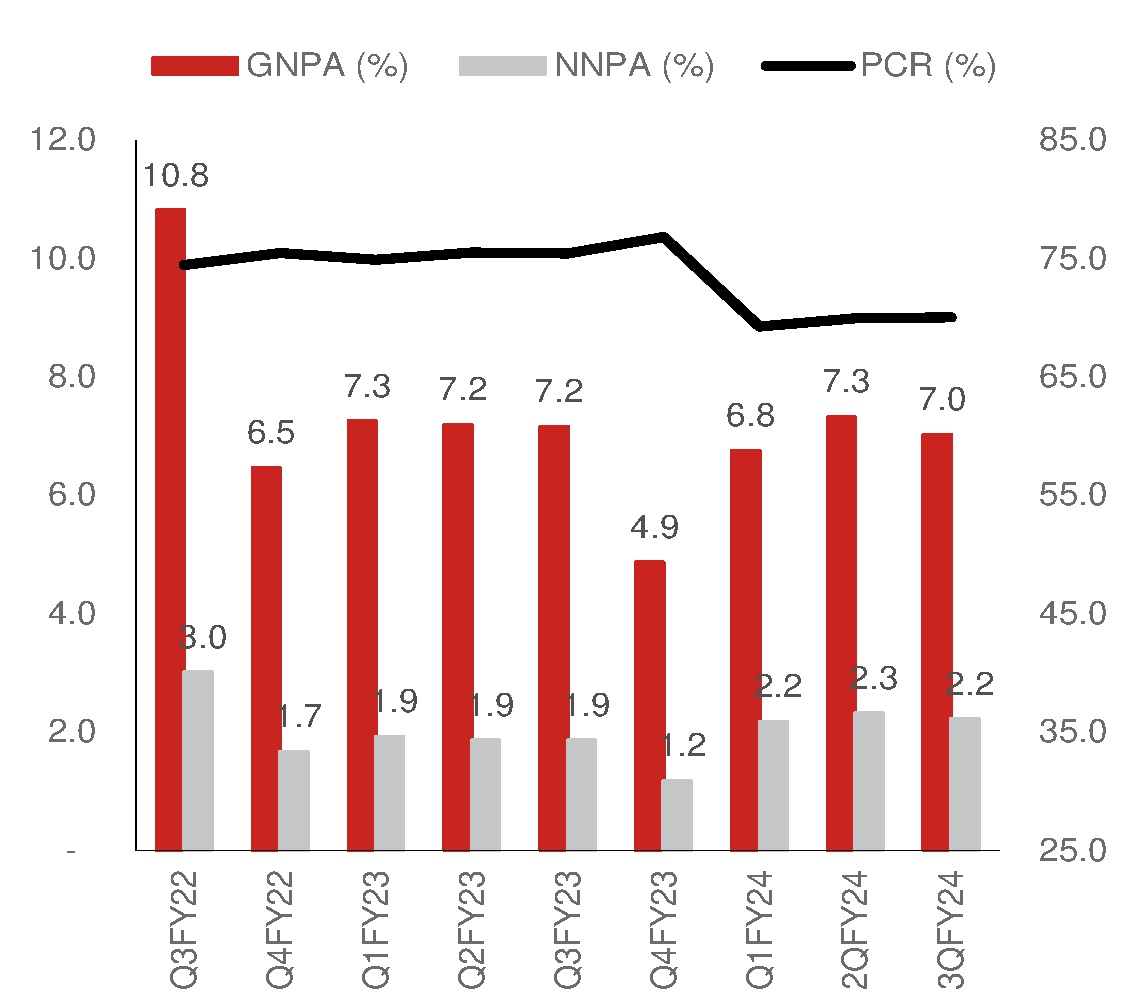 GNPA (%) NNPA (%) PCR (%)
12.0 85.0
10.8
10.0 75.0
8.0 65.0
7.3 7.2 7.2 7.3 7.0
6.5 6.8
6.0 55.0
4.9
4.0 45.0
3.0
1.7 1.9 1.9 1.9 1.2 2.2 2.3 2.2
2.0 35.0
- 25.0
Q3FY22 Q4FY22 Q1FY23 Q2FY23 Q3FY23 Q4FY23 Q1FY24 2QFY24 3QFY24